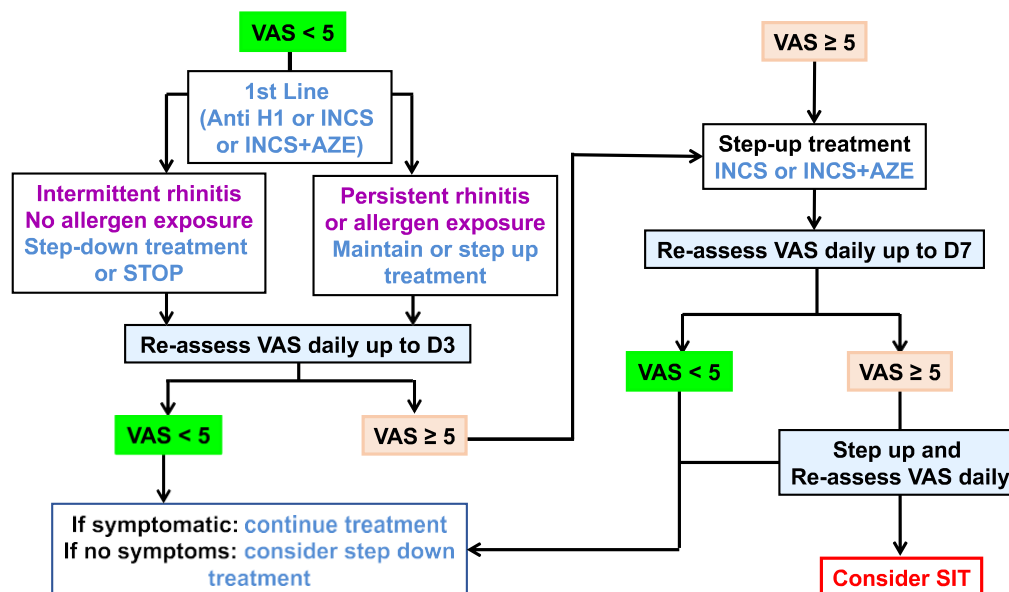 VAS < 5
1st Line
(Anti H1 or INCS
or INCS+AZE)
Intermittent rhinitis
No allergen exposure
Step-down treatment
or STOP
Persistent rhinitis
or allergen exposure
Maintain or step up
treatment
Re-assess VAS daily up to D3
VAS < 5
VAS ≥ 5
If symptomatic: continue treatment
If no symptoms: consider step down
treatment
VAS ≥ 5
Step-up treatment
INCS or INCS+AZE
Re-assess VAS daily up to D7
VAS < 5
VAS ≥ 5
Step up and
Re-assess VAS daily
Consider SIT